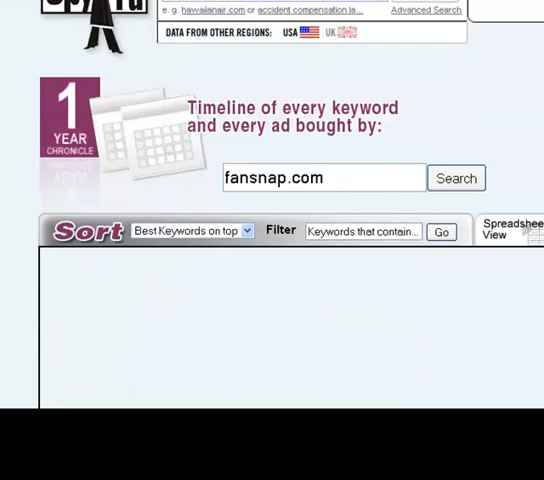 e. g. hawaiianair.com or accident compensation la...
Advanced Search
DATA FROM OTHER REGIONS: USA UK
1
YEAR
CHRONICLE
Timeline of every keyword
and every ad bought by:
fansnap.com
Search
Sort
Best Keywords on top
Filter
Keywords that contain...
Go
Spreadshee
View